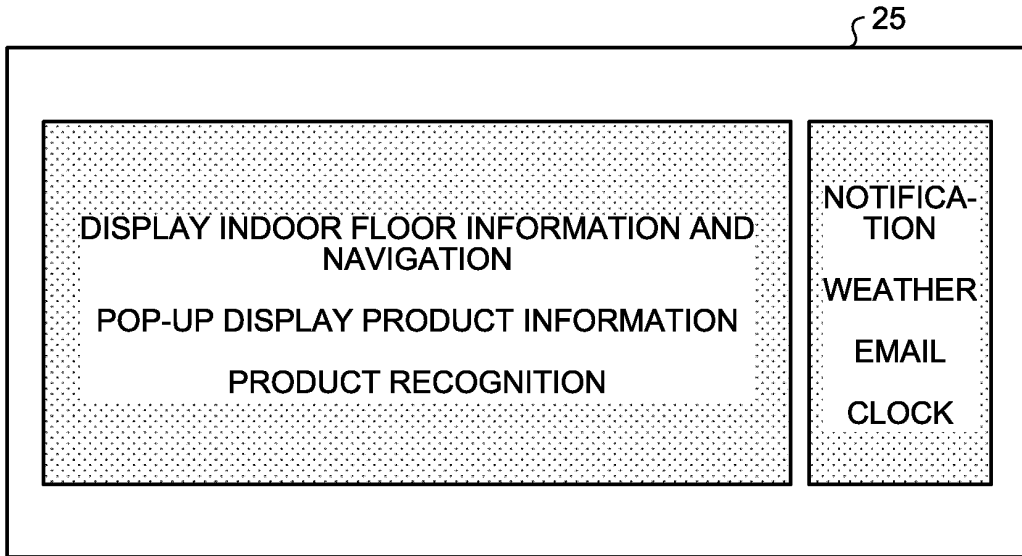 25
DISPLAY INDOOR FLOOR INFORMATION AND
NAVIGATION
POP-UP DISPLAY PRODUCT INFORMATION
PRODUCT RECOGNITION
NOTIFICA-
TION
WEATHER
EMAIL
CLOCK